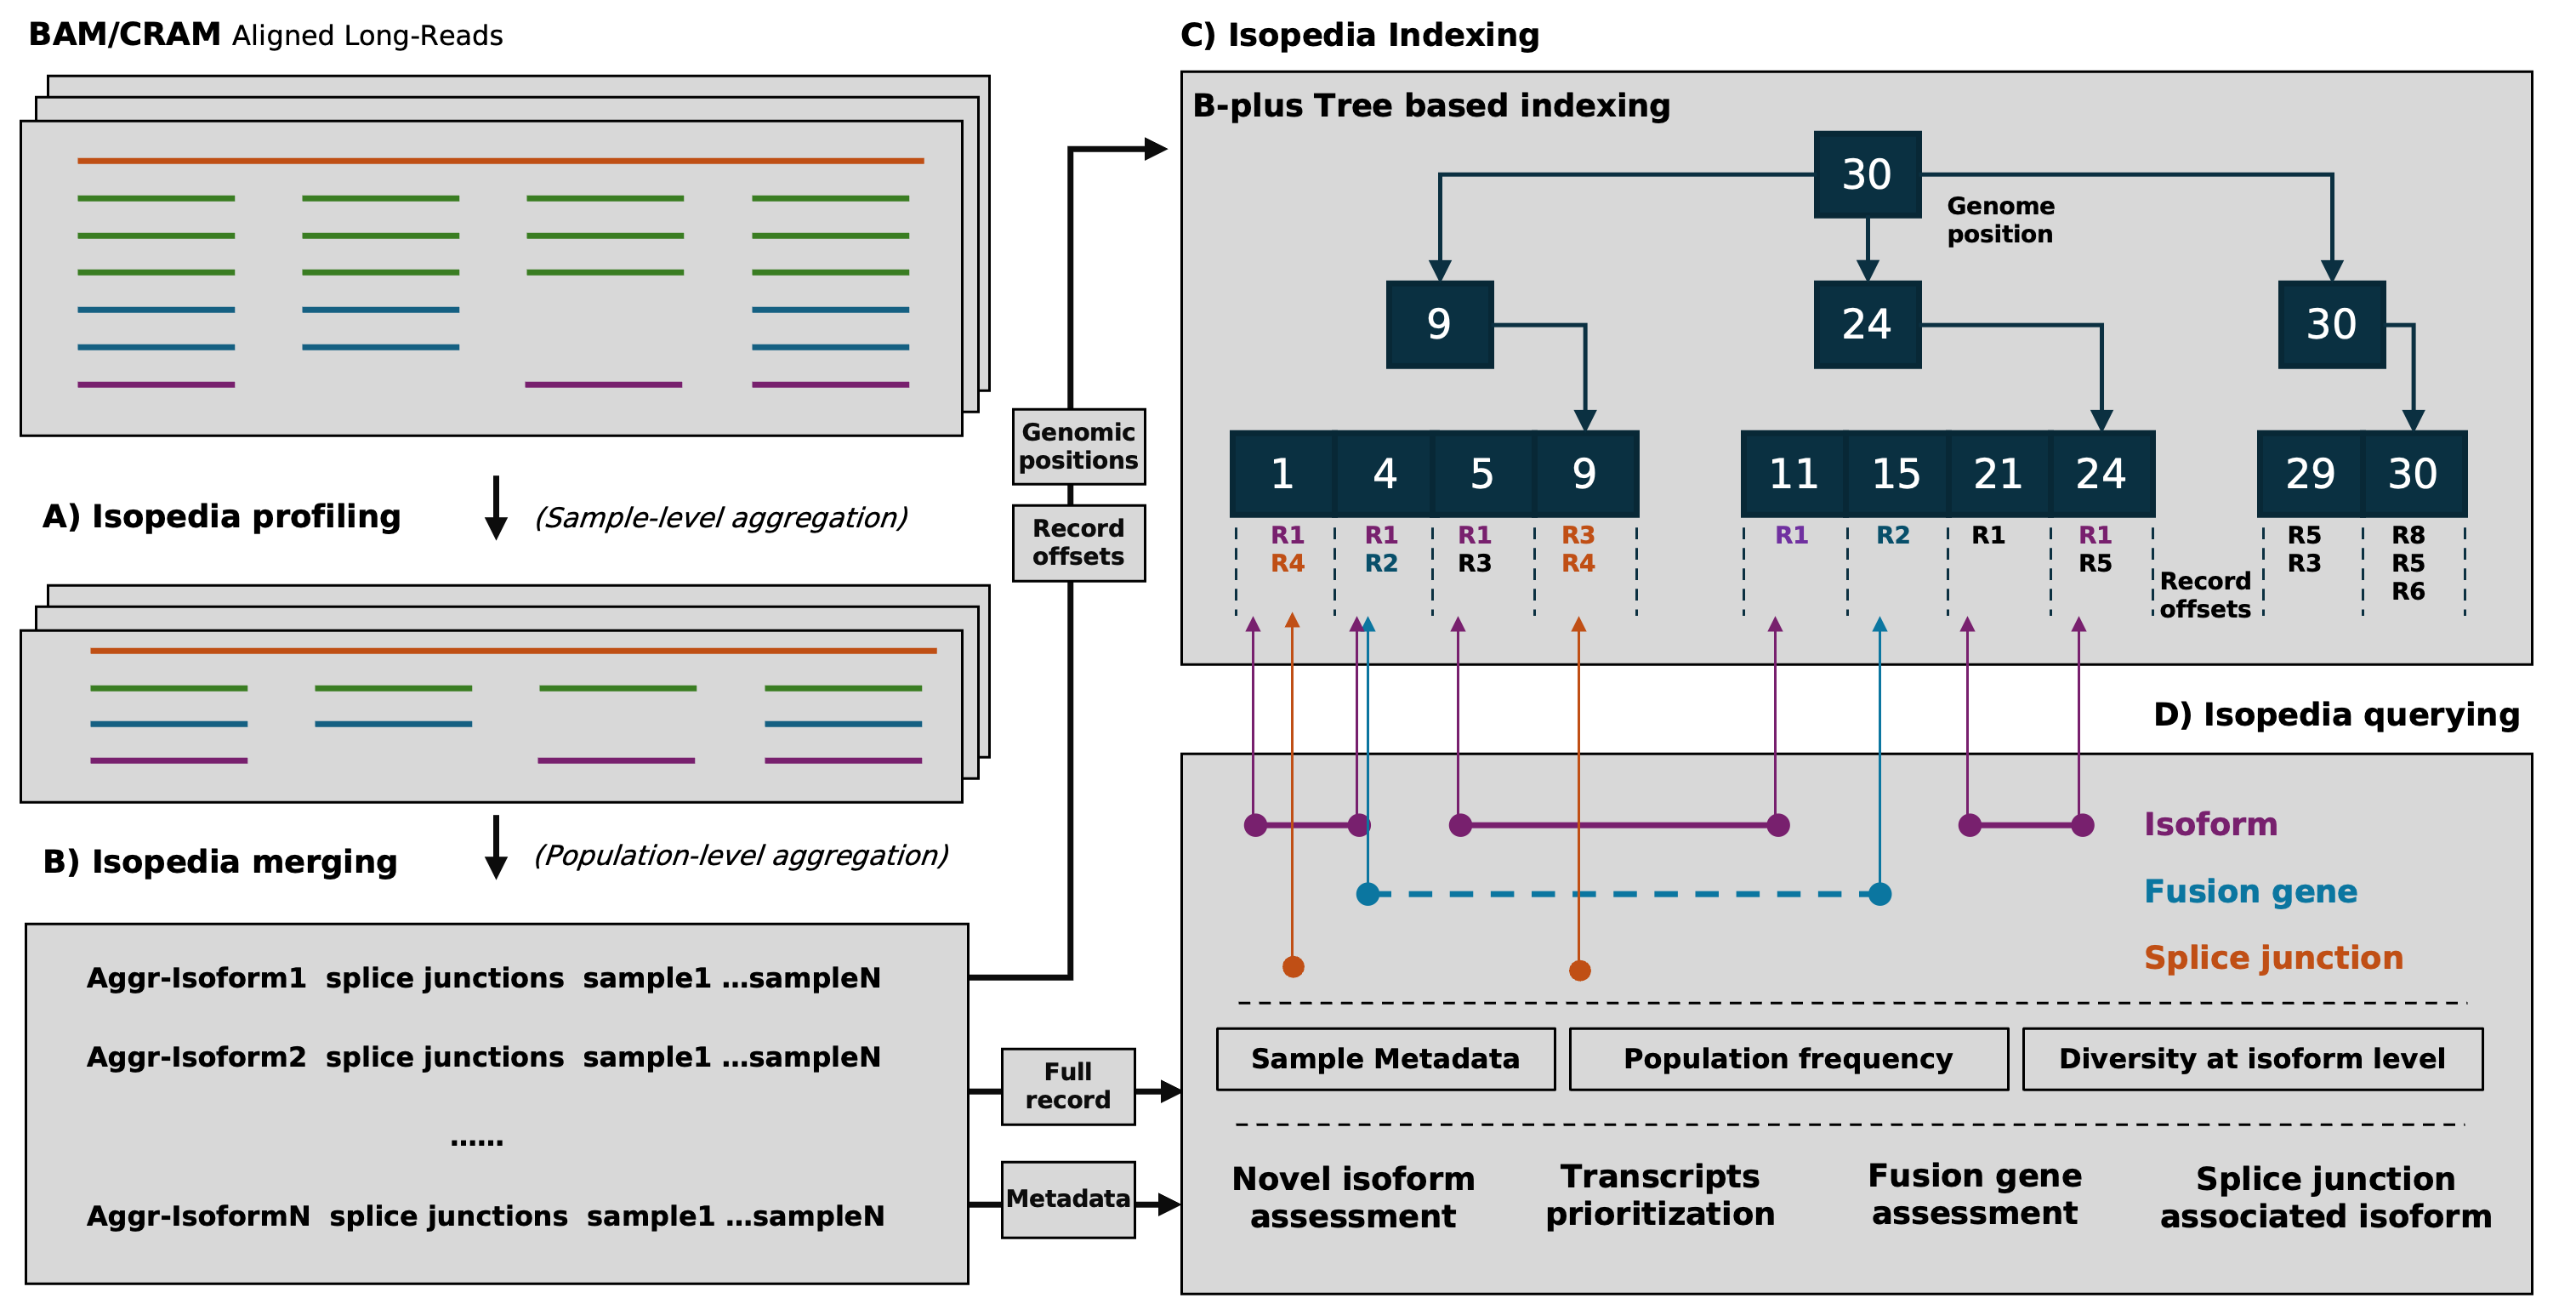 BAM/CRAM Aligned Long-Reads
A) Isopedia profiling
(Sample-level aggregation)
B) Isopedia merging
(Population-level aggregation)
Aggr-Isoform1 splice junctions sample1 ...sampleN
Aggr-Isoform2 splice junctions sample1 ...sampleN
......
Aggr-IsoformN splice junctions sample1 ...sampleN
Genomic
positions
Record
offsets
Full
record
Metadata
C) Isopedia Indexing
B-plus Tree based indexing
30
Genome
position
9 24 30
1 4 5 9 11 15 21 24 29 30
R1 R1 R1 R3 R1 R2 R1 R1 R5 R8
R4 R2 R3 R4 R5 R3 R5
R6
Record
offsets
D) Isopedia querying
Isoform
Fusion gene
Splice junction
Sample Metadata
Population frequency
Diversity at isoform level
Novel isoform
assessment
Transcripts
prioritization
Fusion gene
assessment
Splice junction
associated isoform